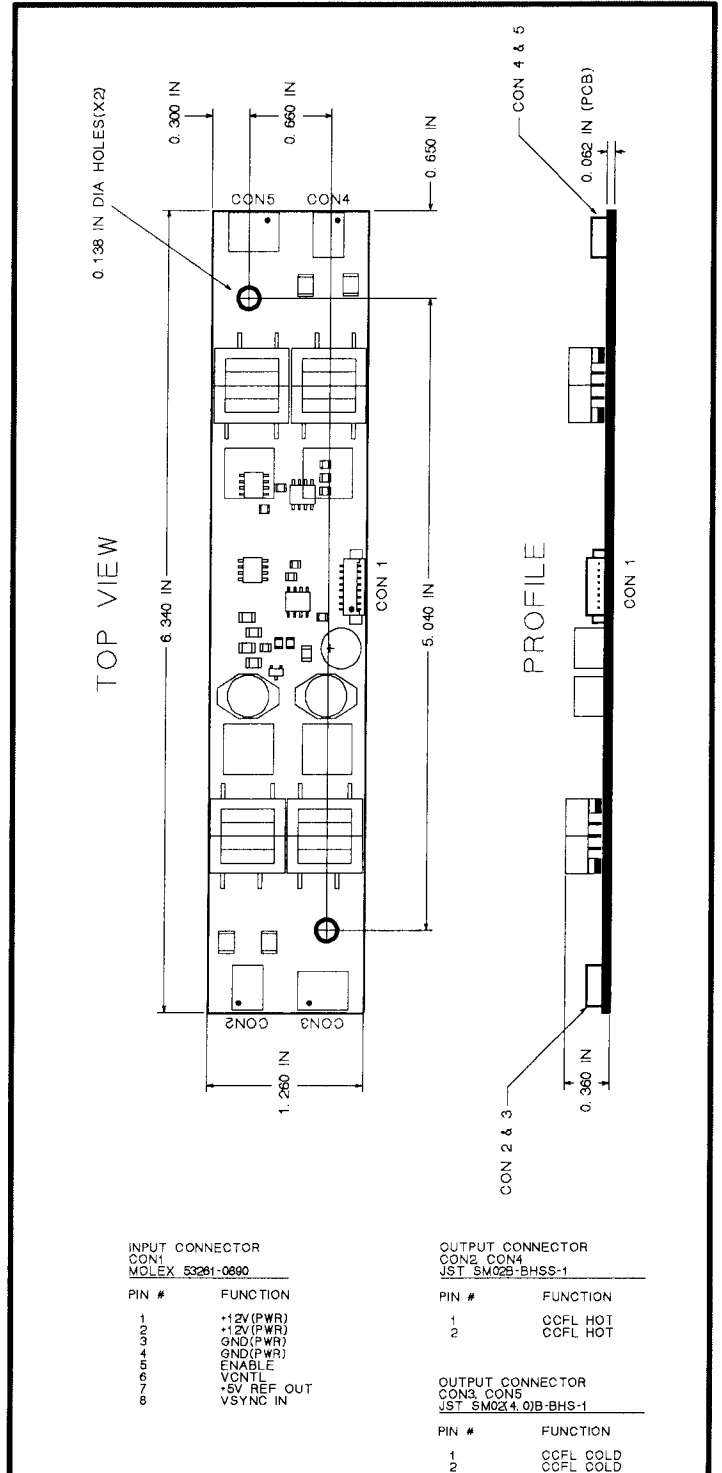 0.138 IN DIA HOLES(X2)
0.300 IN
0.660 IN
0.650 IN
CON5
CON4
CON 4 & 5
0.062 IN (PCB)
TOP VIEW
6.340 IN
5.040 IN
CON 1
PROFILE
CON 1
CON2
CON3
1.260 IN
CON 2 & 3
0.360 IN
INPUT CONNECTOR
CON1
MOLEX 53261-0890
PIN # FUNCTION
1 +12V(PWR)
2 +12V(PWR)
3 GND(PWR)
4 GND(PWR)
5 ENABLE
6 VCNTL
7 +5V REF OUT
8 VSYNC IN
OUTPUT CONNECTOR
CON2, CON4
JST SM02B-BHSS-1
PIN # FUNCTION
1 CCFL HOT
2 CCFL HOT
OUTPUT CONNECTOR
CON3, CON5
JST SM02(4.0)B-BHS-1
PIN # FUNCTION
1 CCFL COLD
2 CCFL COLD